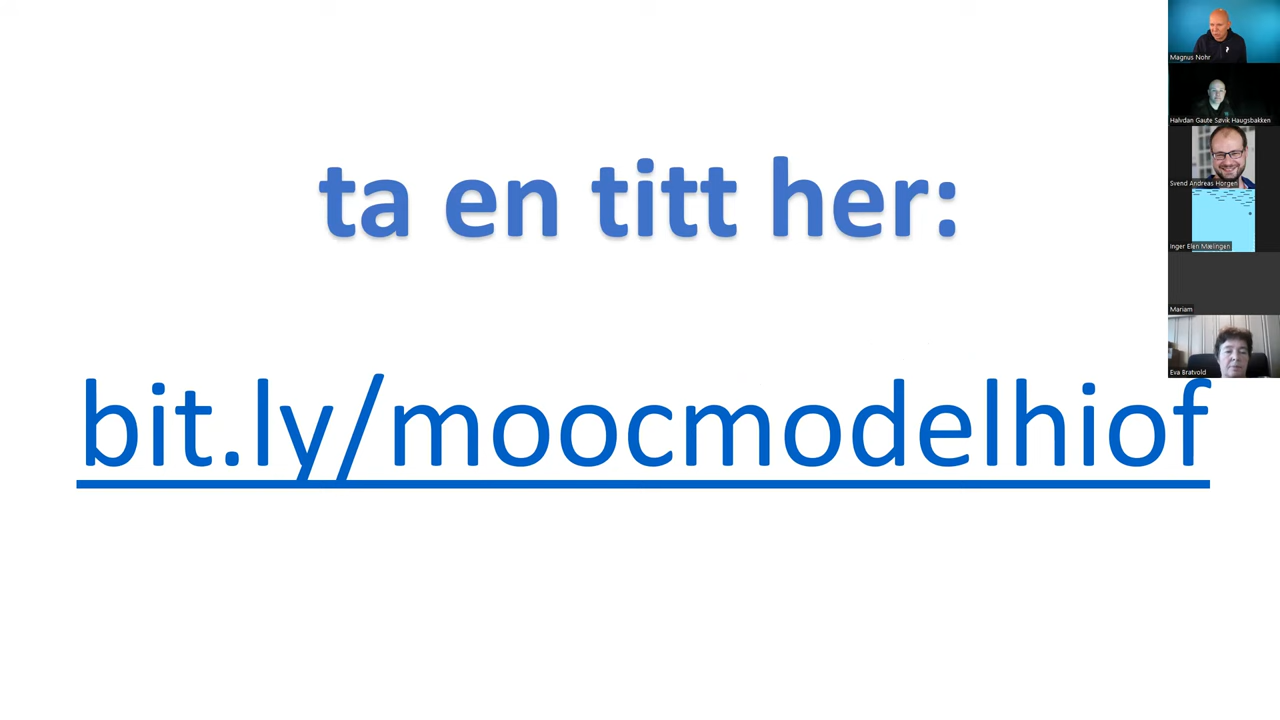 ta en titt her:
bit.ly/moocmodelhiof
Magnus Nohr
Halvdan Gaute Søvik Haugsbakken
Svend Andreas Horgen
Inger Elen Mælingen
Mariam
Eva Bratvold